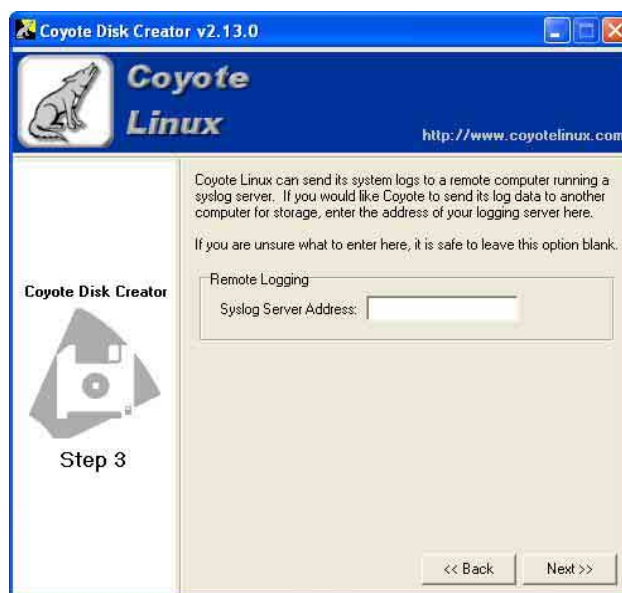 Coyote Disk Creator v2.13.0
Coyote
Linux
http://www.coyotelinux.com
Coyote Linux can send its system logs to a remote computer running a
syslog server. If you would like Coyote to send its log data to another
computer for storage, enter the address of your logging server here.
If you are unsure what to enter here, it is safe to leave this option blank.
Coyote Disk Creator
Step 3
Remote Logging
Syslog Server Address:
<< Back
Next >>